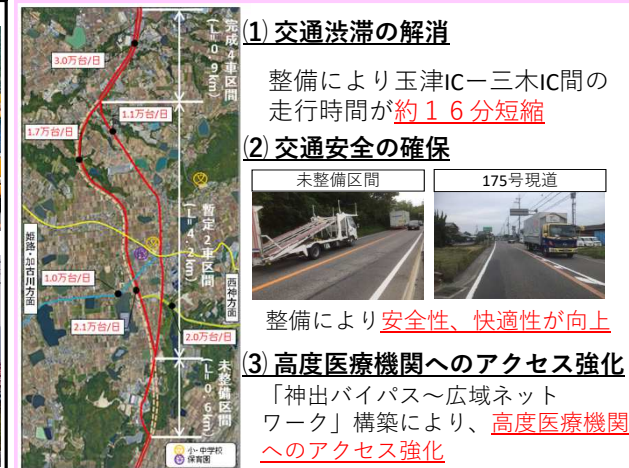 完成4車区間
(L=0.9km)
3.0万台/日
1.1万台/日
1.7万台/日
暫定2車区間
(L=4.2km)
姫路・加古川方面
西神方面
1.0万台/日
2.1万台/日
2.0万台/日
未整備区間
(L=0.6km)
小・中学校
保育園
(1) 交通渋滞の解消
整備により玉津ICー三木IC間の
走行時間が約１６分短縮
(2) 交通安全の確保
未整備区間
175号現道
整備により安全性、快適性が向上
(3) 高度医療機関へのアクセス強化
「神出バイパス～広域ネット
ワーク」構築により、高度医療機関
へのアクセス強化